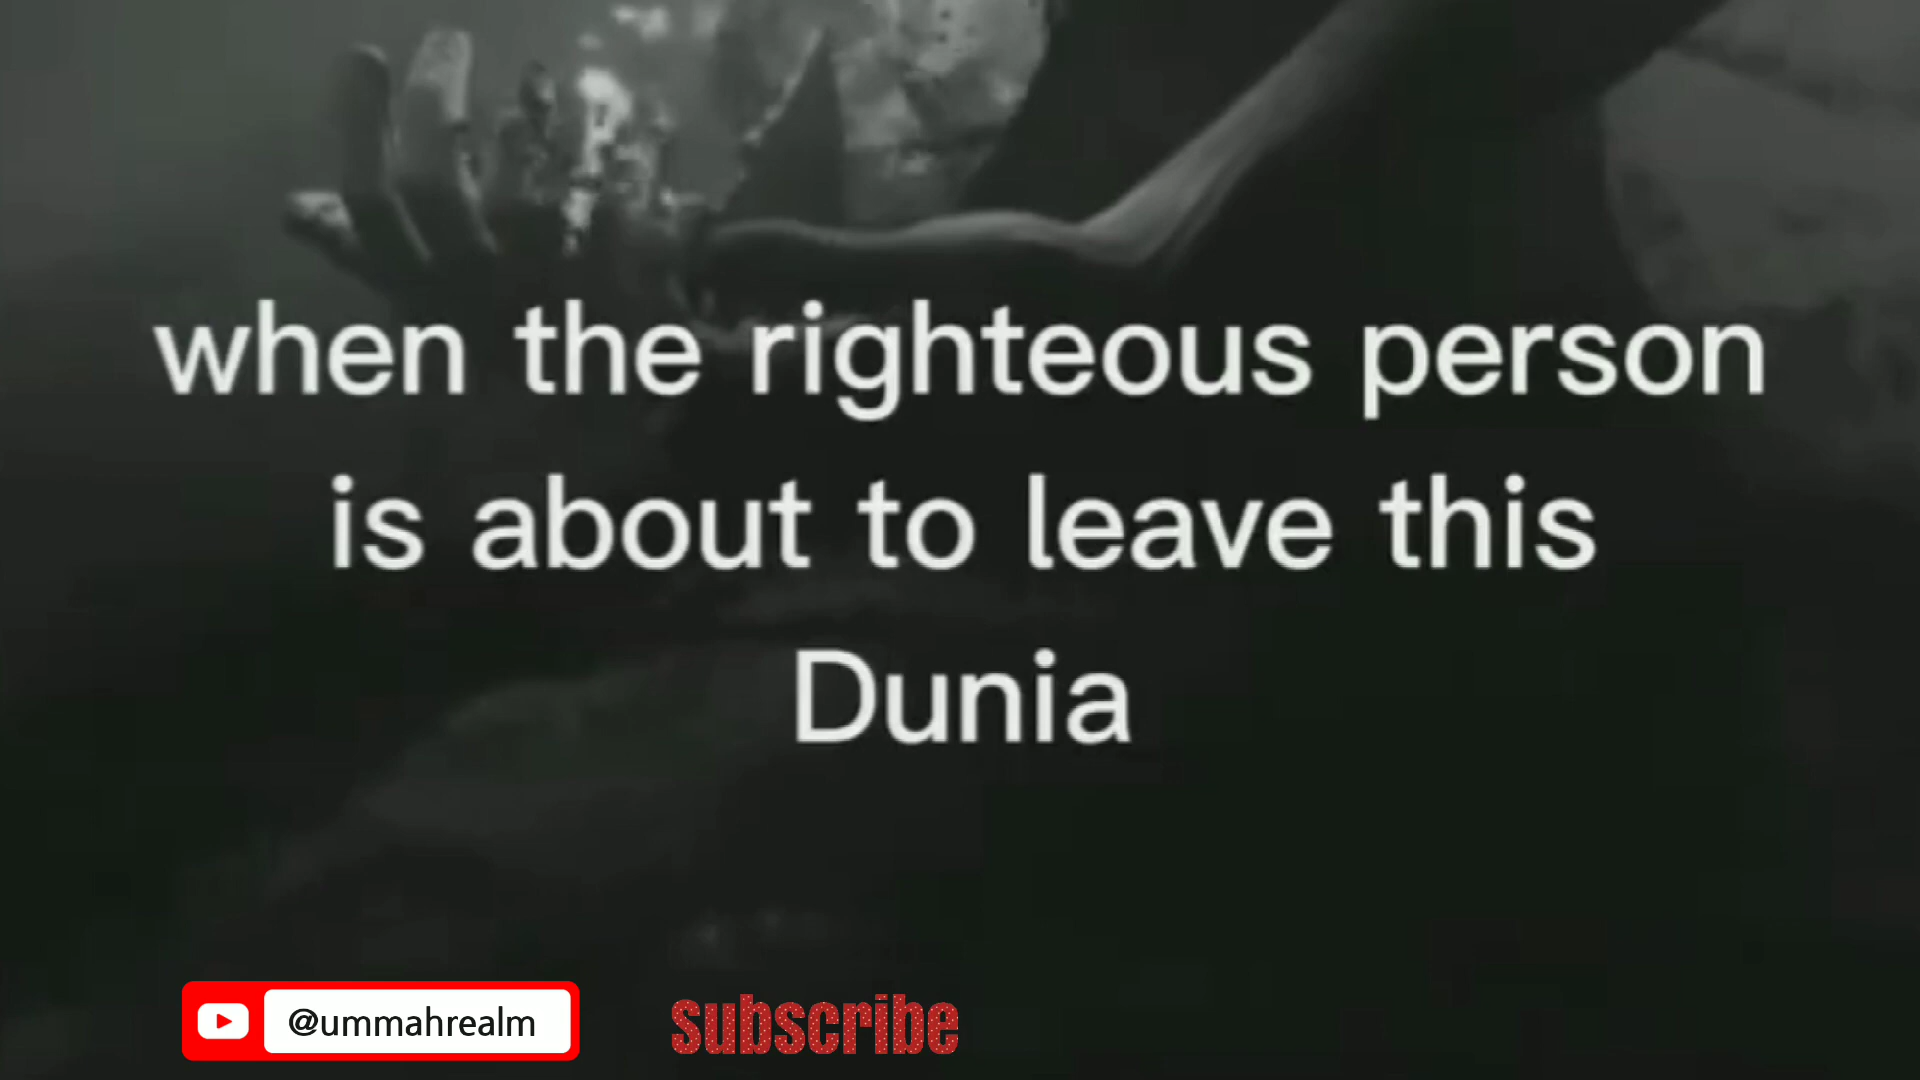 when the righteous person
is about to leave this
Dunia
@ummahrealm
subscribe